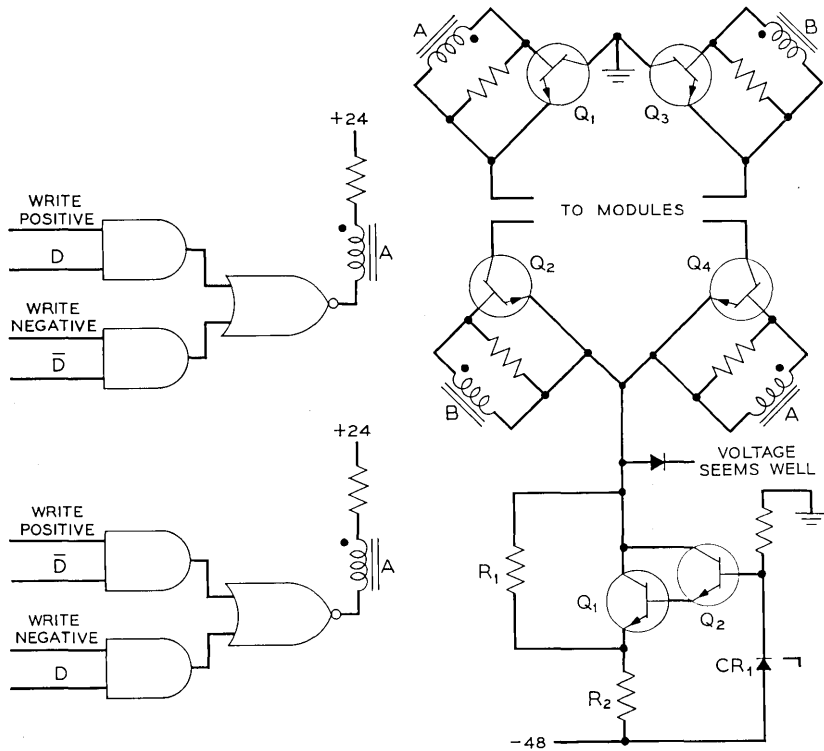 +24
WRITE
POSITIVE
D
WRITE
NEGATIVE
D̅
A
+24
WRITE
POSITIVE
D̅
WRITE
NEGATIVE
D
A
A
B
Q1
Q3
TO MODULES
Q2
Q4
B
A
VOLTAGE
SEEMS WELL
R1
Q1
Q2
CR1
R2
-48